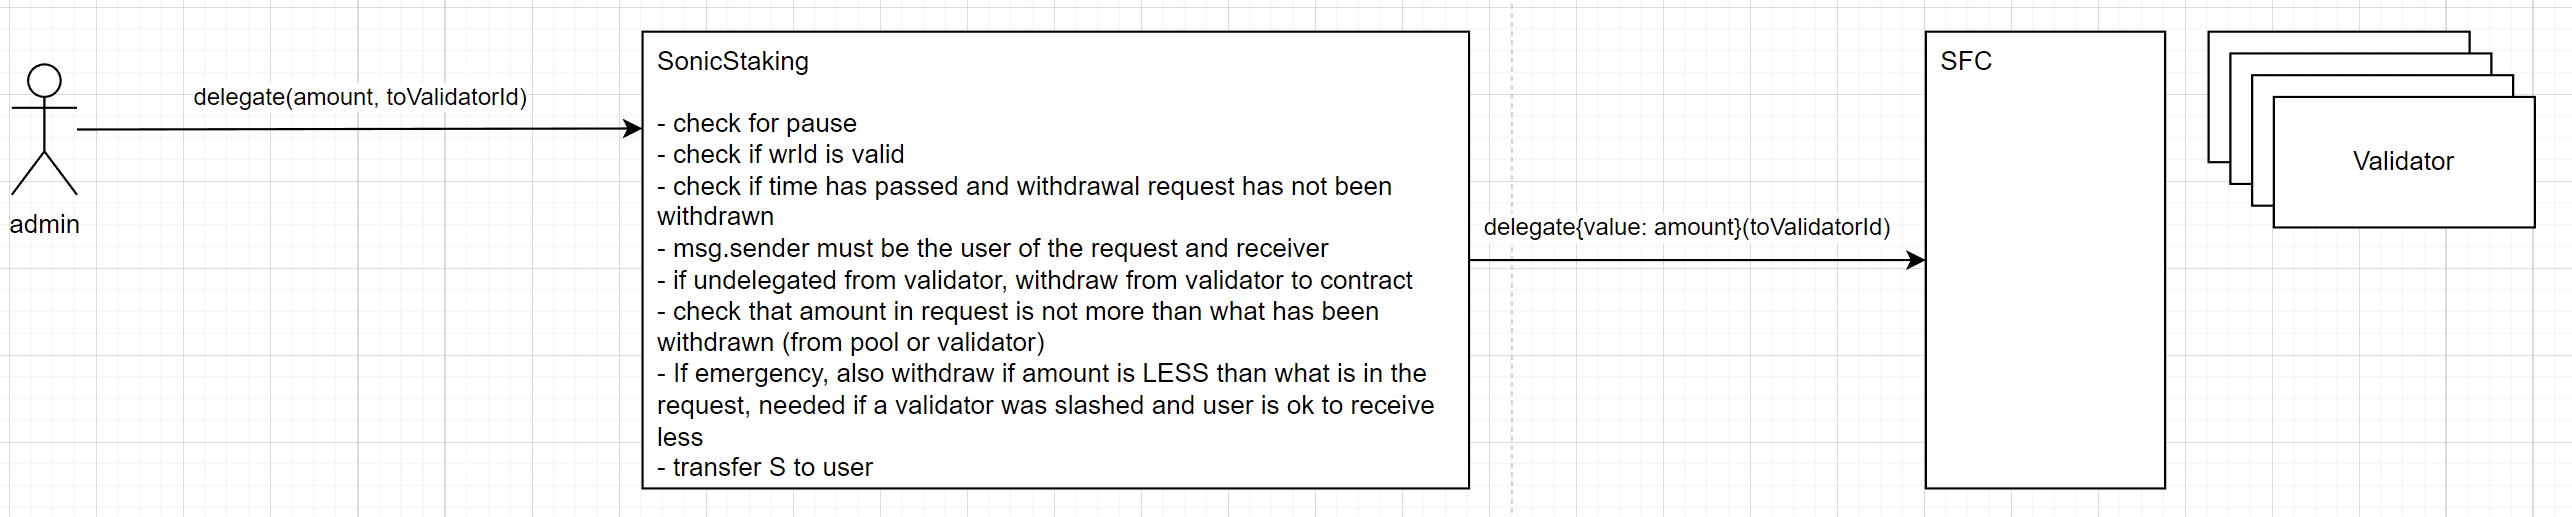 admin
delegate(amount, toValidatorId)
SonicStaking
- check for pause
- check if wrId is valid
- check if time has passed and withdrawal request has not been
withdrawn
- msg.sender must be the user of the request and receiver
- if undelegated from validator, withdraw from validator to contract
- check that amount in request is not more than what has been
withdrawn (from pool or validator)
- If emergency, also withdraw if amount is LESS than what is in the
request, needed if a validator was slashed and user is ok to receive
less
- transfer S to user
delegate{value: amount}(toValidatorId)
SFC
Validator